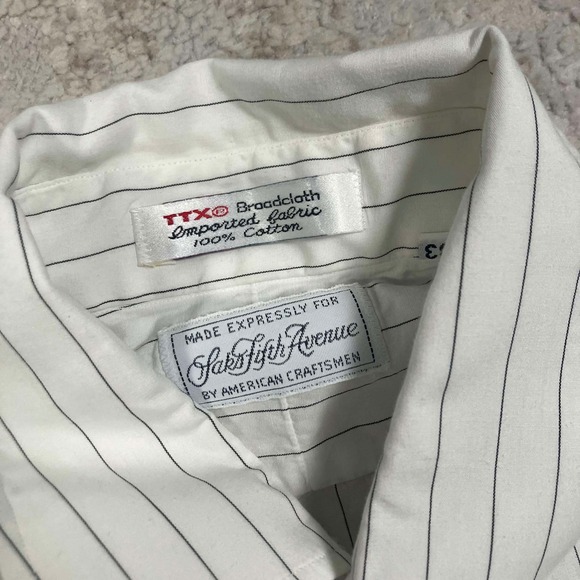 TTX® Broadcloth
Imported fabric
100% Cotton
MADE EXPRESSLY FOR
Saks Fifth Avenue
BY AMERICAN CRAFTSMEN